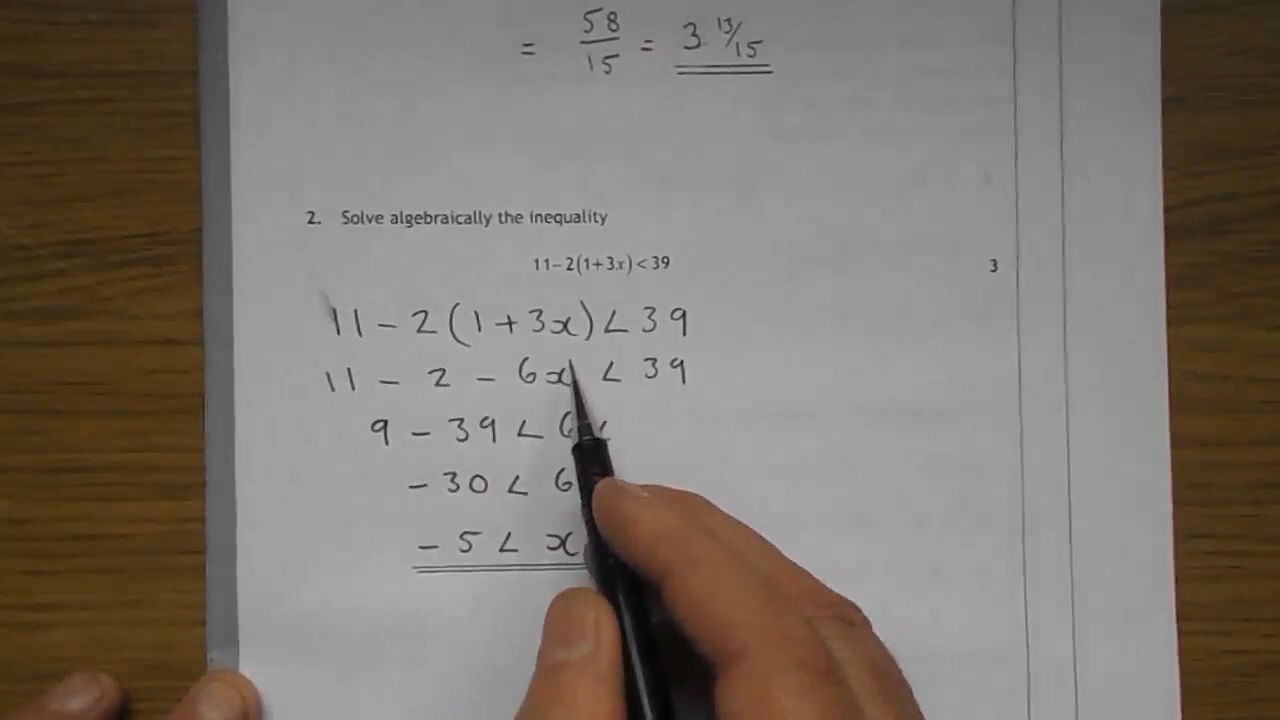 = 58/15 = 3 13/15
2. Solve algebraically the inequality
11-2(1+3x)<39
3
11 - 2(1+3x) < 39
11 - 2 - 6x < 39
9 - 39 <
-30 < 6
-5 < x